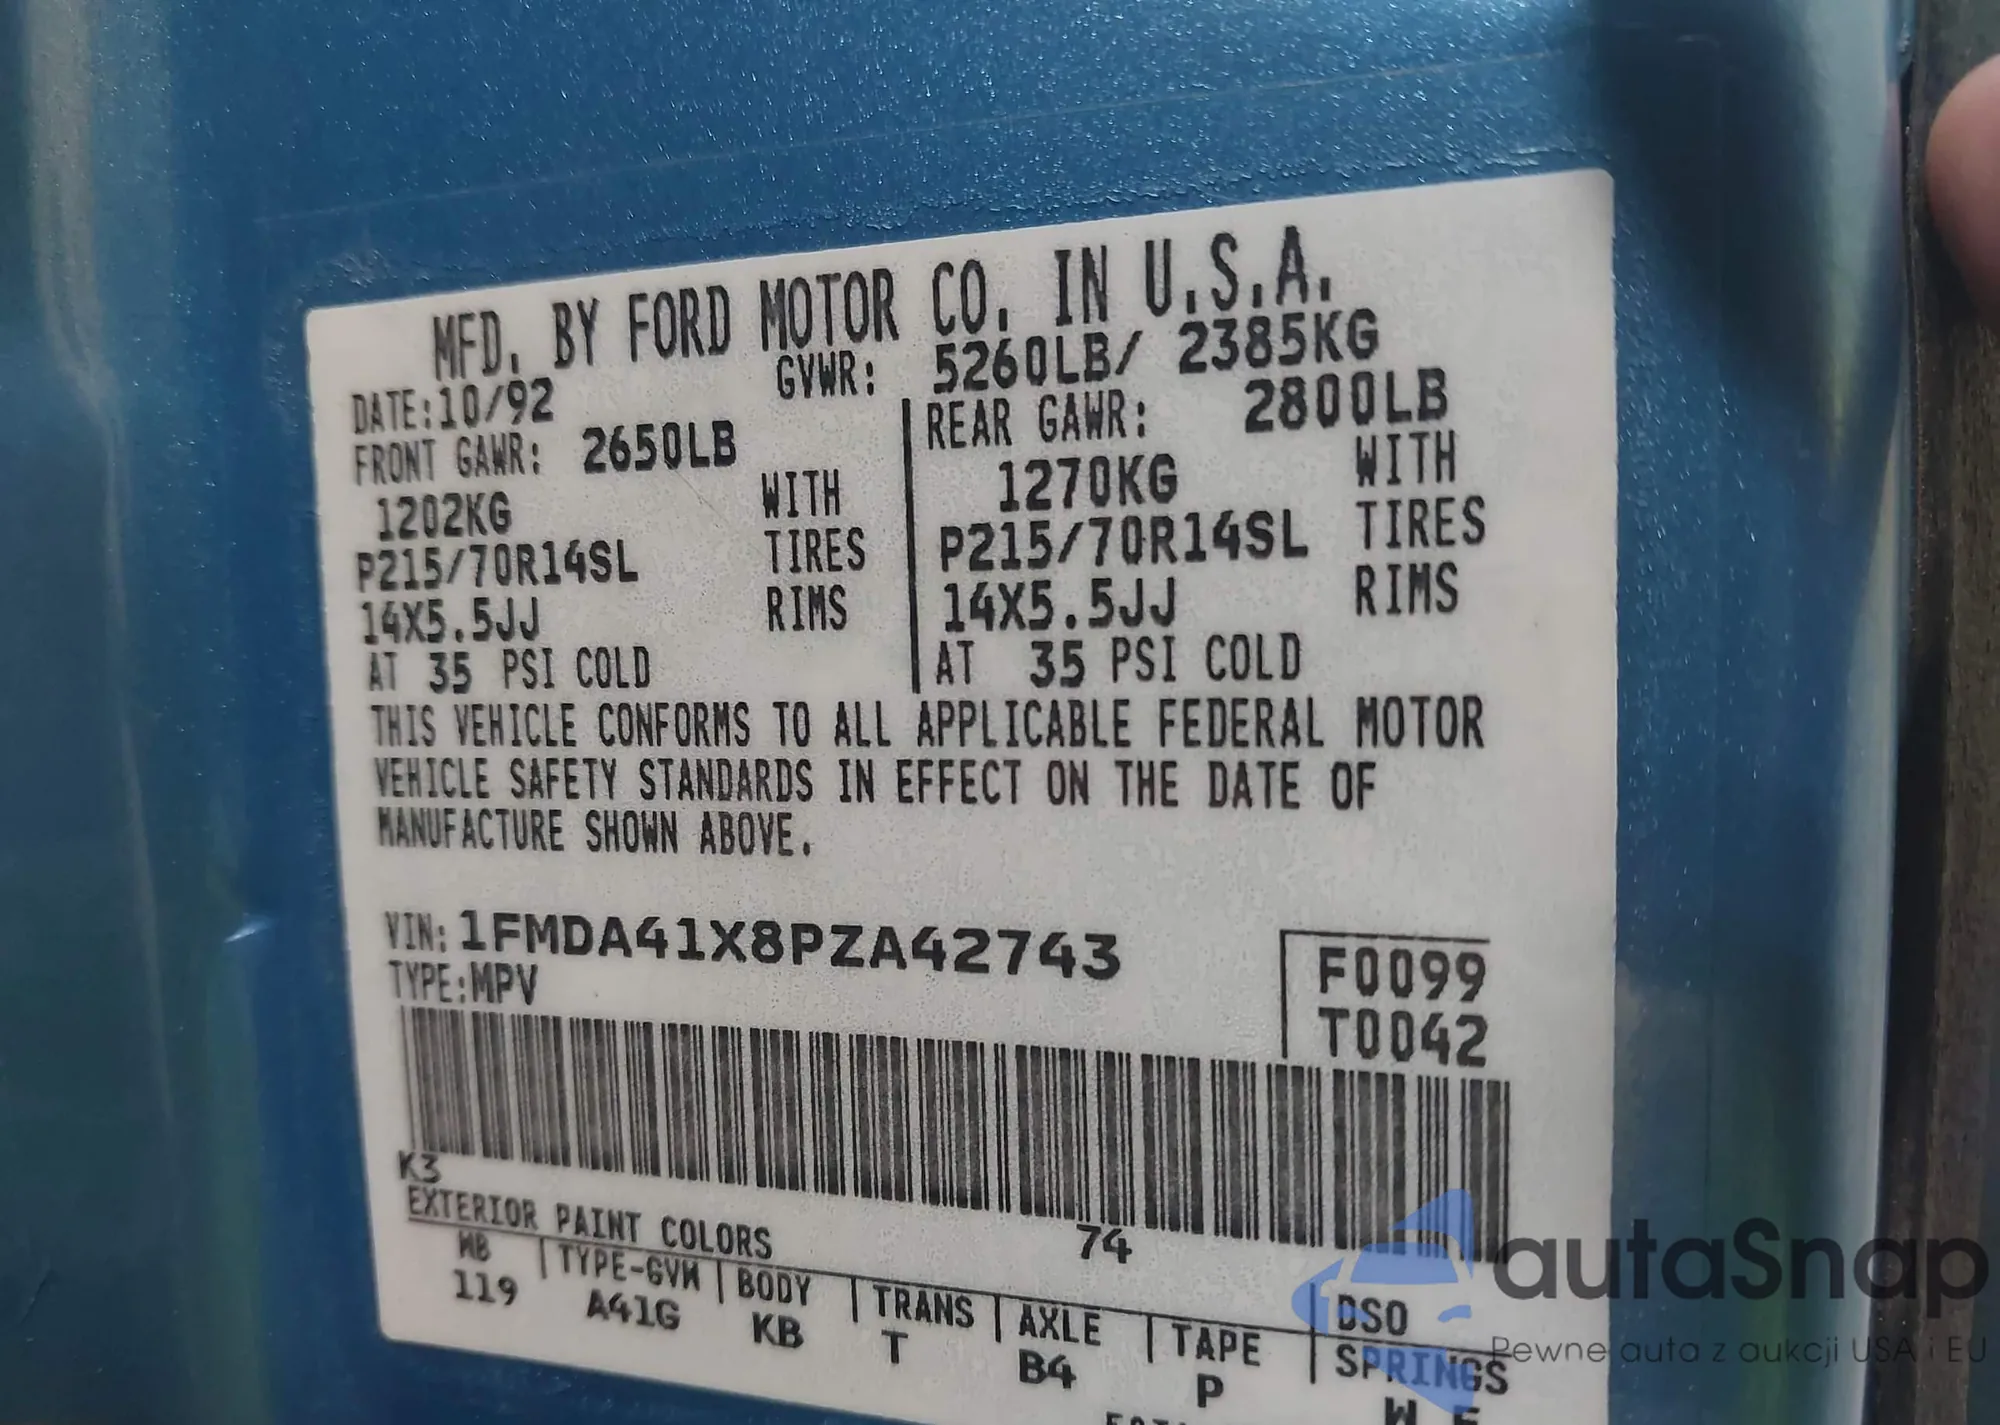 MFD. BY FORD MOTOR CO. IN U.S.A.
DATE:10/92 GVWR: 5260LB/ 2385KG
FRONT GAWR: 2650LB REAR GAWR: 2800LB
1202KG WITH 1270KG WITH
P215/70R14SL TIRES P215/70R14SL TIRES
14X5.5JJ RIMS 14X5.5JJ RIMS
AT 35 PSI COLD AT 35 PSI COLD
THIS VEHICLE CONFORMS TO ALL APPLICABLE FEDERAL MOTOR
VEHICLE SAFETY STANDARDS IN EFFECT ON THE DATE OF
MANUFACTURE SHOWN ABOVE.
VIN: 1FMDA41X8PZA42743
TYPE:MPV
F0099
T0042
K3
EXTERIOR PAINT COLORS 74
WB TYPE-GVW BODY TRANS AXLE TAPE DSO
SPRINGS
119 A41G KB T B4 P
autaSnap
Pewne auta z aukcji USA i EU